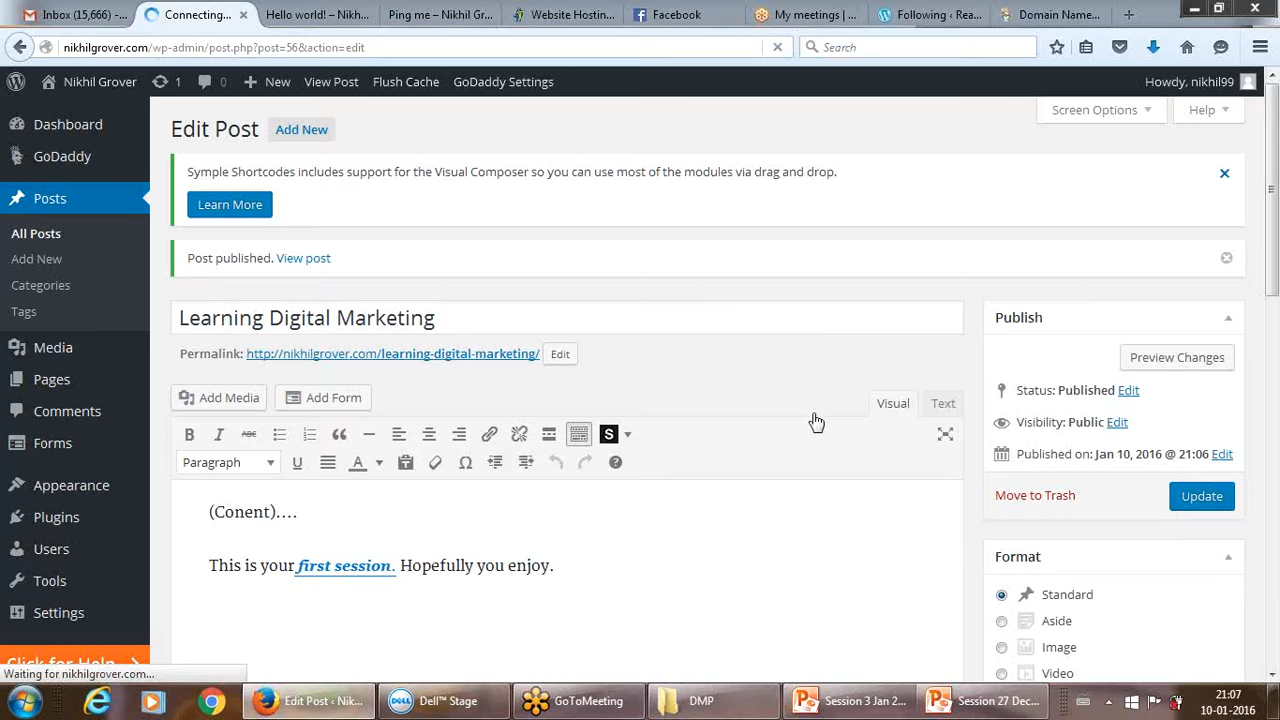 Inbox (15,666) - ...
Connecting...
Hello world! – Nikh...
Ping me – Nikhil Gr...
Website Hostin...
Facebook
My meetings | ...
Following ‹ Rea...
Domain Name...
nikhilgrover.com/wp-admin/post.php?post=56&action=edit
Search
Nikhil Grover
1
0
New
View Post
Flush Cache
GoDaddy Settings
Howdy, nikhil99
Dashboard
GoDaddy
Posts
All Posts
Add New
Categories
Tags
Media
Pages
Comments
Forms
Appearance
Plugins
Users
Tools
Settings
Click for Help
Waiting for nikhilgrover.com...
Screen Options
Help
Edit Post
Add New
Symple Shortcodes includes support for the Visual Composer so you can use most of the modules via drag and drop.
Learn More
Post published. View post
Learning Digital Marketing
Permalink: http://nikhilgrover.com/learning-digital-marketing/ Edit
Add Media
Add Form
Visual
Text
B I ABC
S
Paragraph
U
A
(Conent)....
This is your first session. Hopefully you enjoy.
Publish
Preview Changes
Status: Published Edit
Visibility: Public Edit
Published on: Jan 10, 2016 @ 21:06 Edit
Move to Trash
Update
Format
Standard
Aside
Image
Video
Edit Post ‹ Nik...
Dell™ Stage
GoToMeeting
DMP
Session 3 Jan 2...
Session 27 Dec...
21:07
10-01-2016